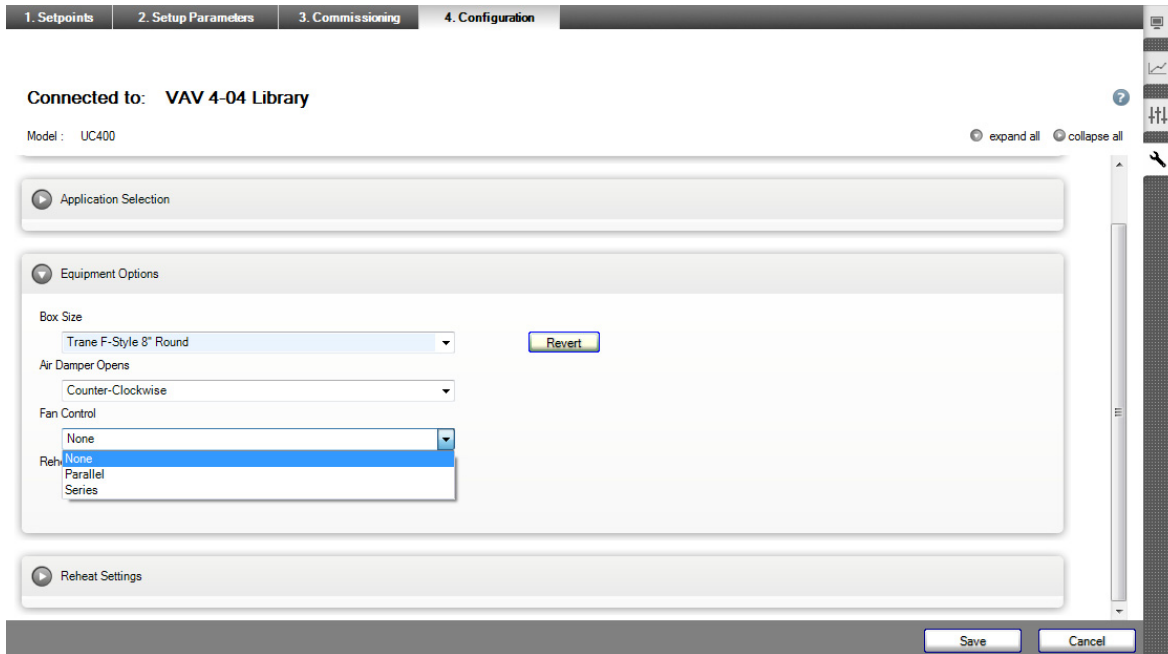 1. Setpoints 2. Setup Parameters 3. Commissioning 4. Configuration
Connected to: VAV 4-04 Library
Model : UC400
expand all collapse all
Application Selection
Equipment Options
Box Size
Trane F-Style 8" Round
Revert
Air Damper Opens
Counter-Clockwise
Fan Control
None
Reh
None
Parallel
Series
Reheat Settings
Save Cancel